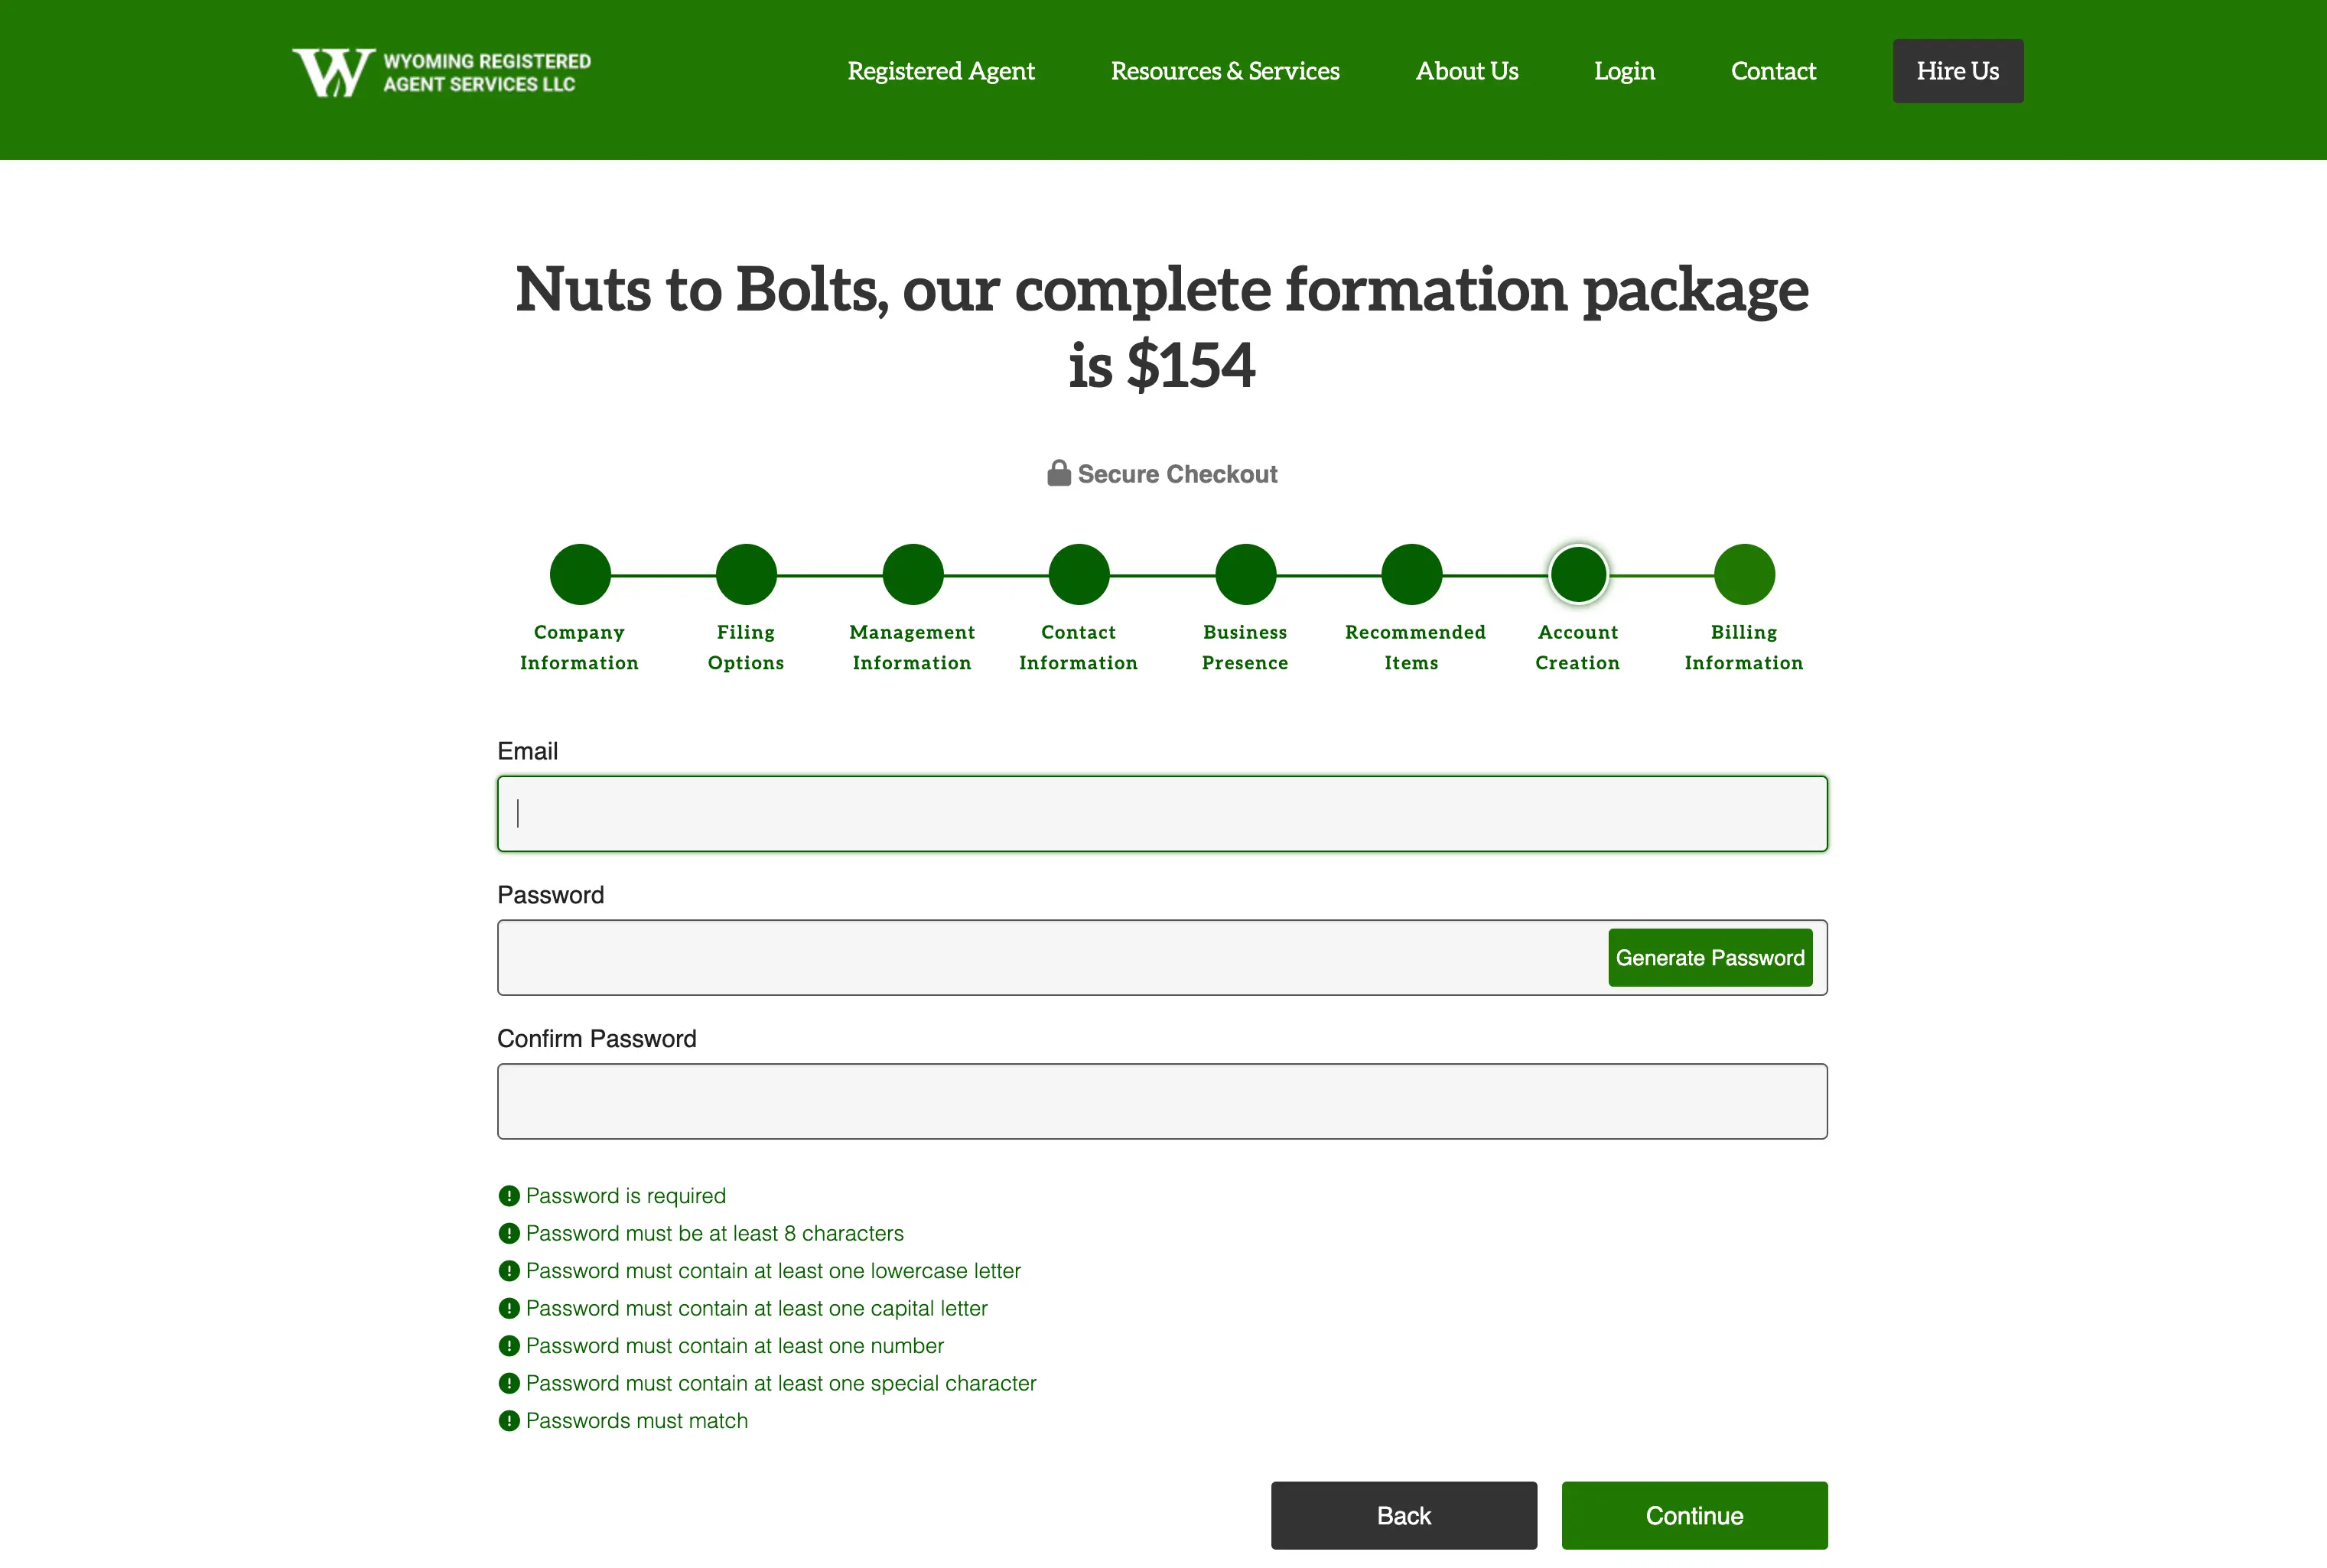 WYOMING REGISTERED
AGENT SERVICES LLC
Registered Agent
Resources & Services
About Us
Login
Contact
Hire Us
Nuts to Bolts, our complete formation package
is $154
Secure Checkout
Company
Information
Filing
Options
Management
Information
Contact
Information
Business
Presence
Recommended
Items
Account
Creation
Billing
Information
Email
Password
Generate Password
Confirm Password
Password is required
Password must be at least 8 characters
Password must contain at least one lowercase letter
Password must contain at least one capital letter
Password must contain at least one number
Password must contain at least one special character
Passwords must match
Back
Continue